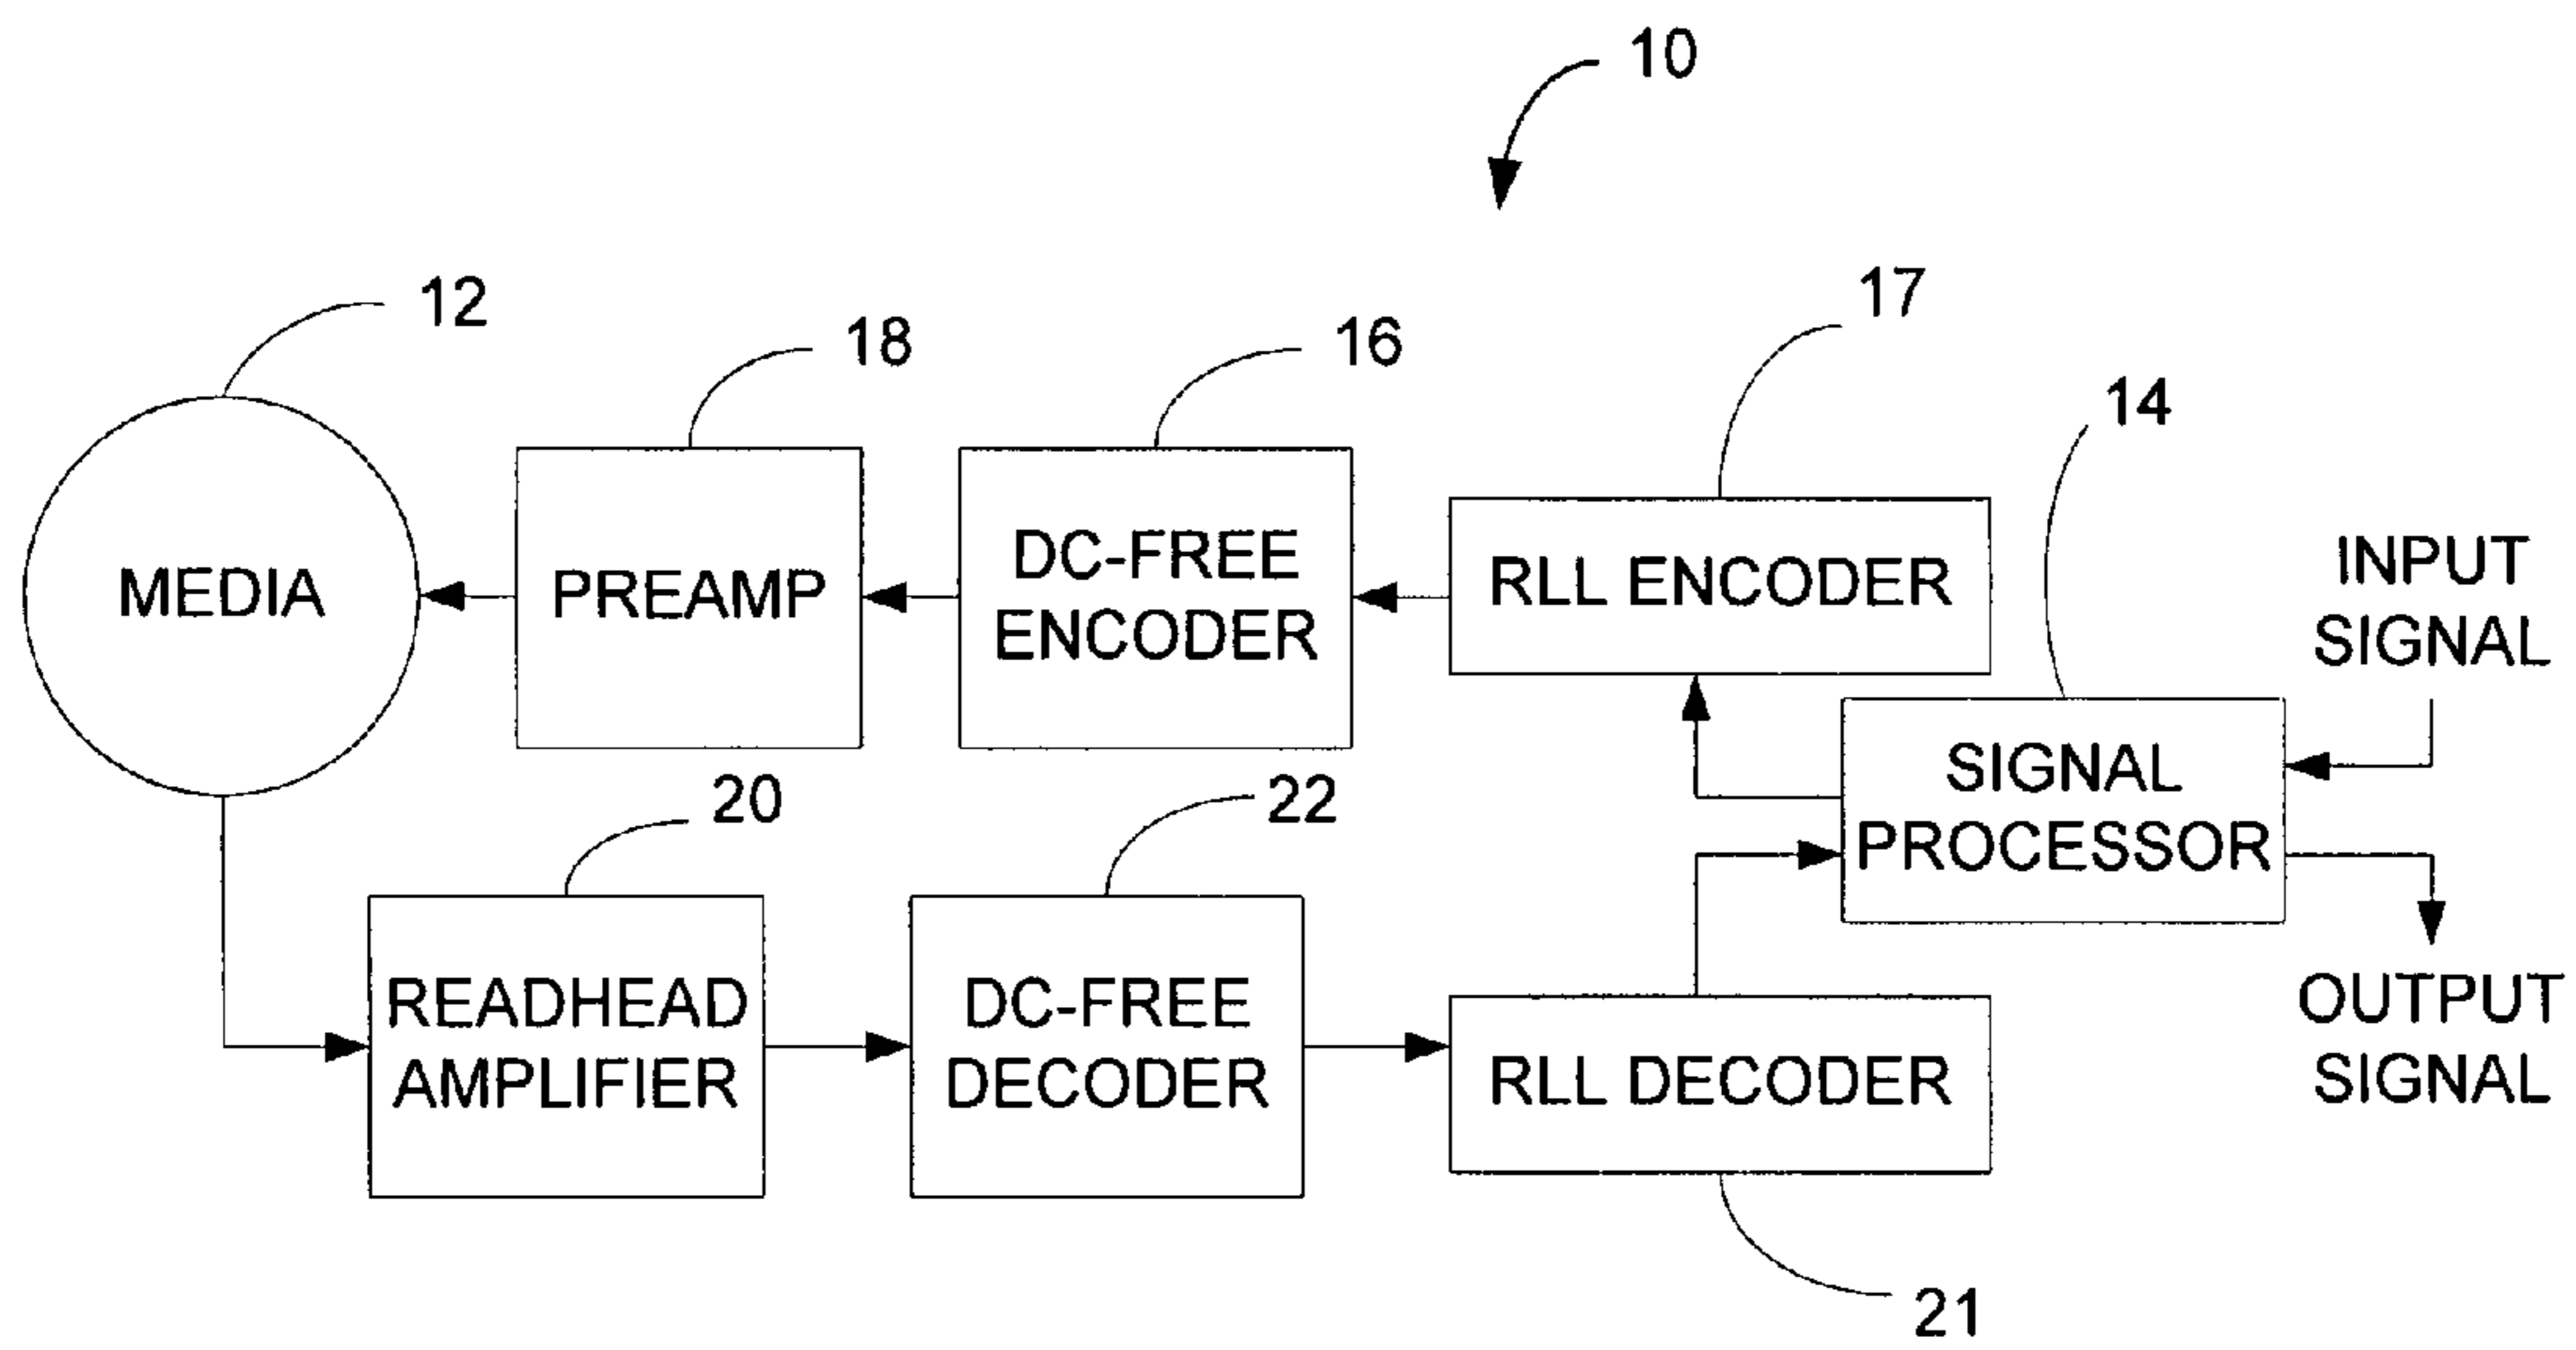 10
12
18
16
17
14
MEDIA
PREAMP
DC-FREE
ENCODER
RLL ENCODER
INPUT
SIGNAL
SIGNAL
PROCESSOR
20
22
READHEAD
AMPLIFIER
DC-FREE
DECODER
RLL DECODER
OUTPUT
SIGNAL
21